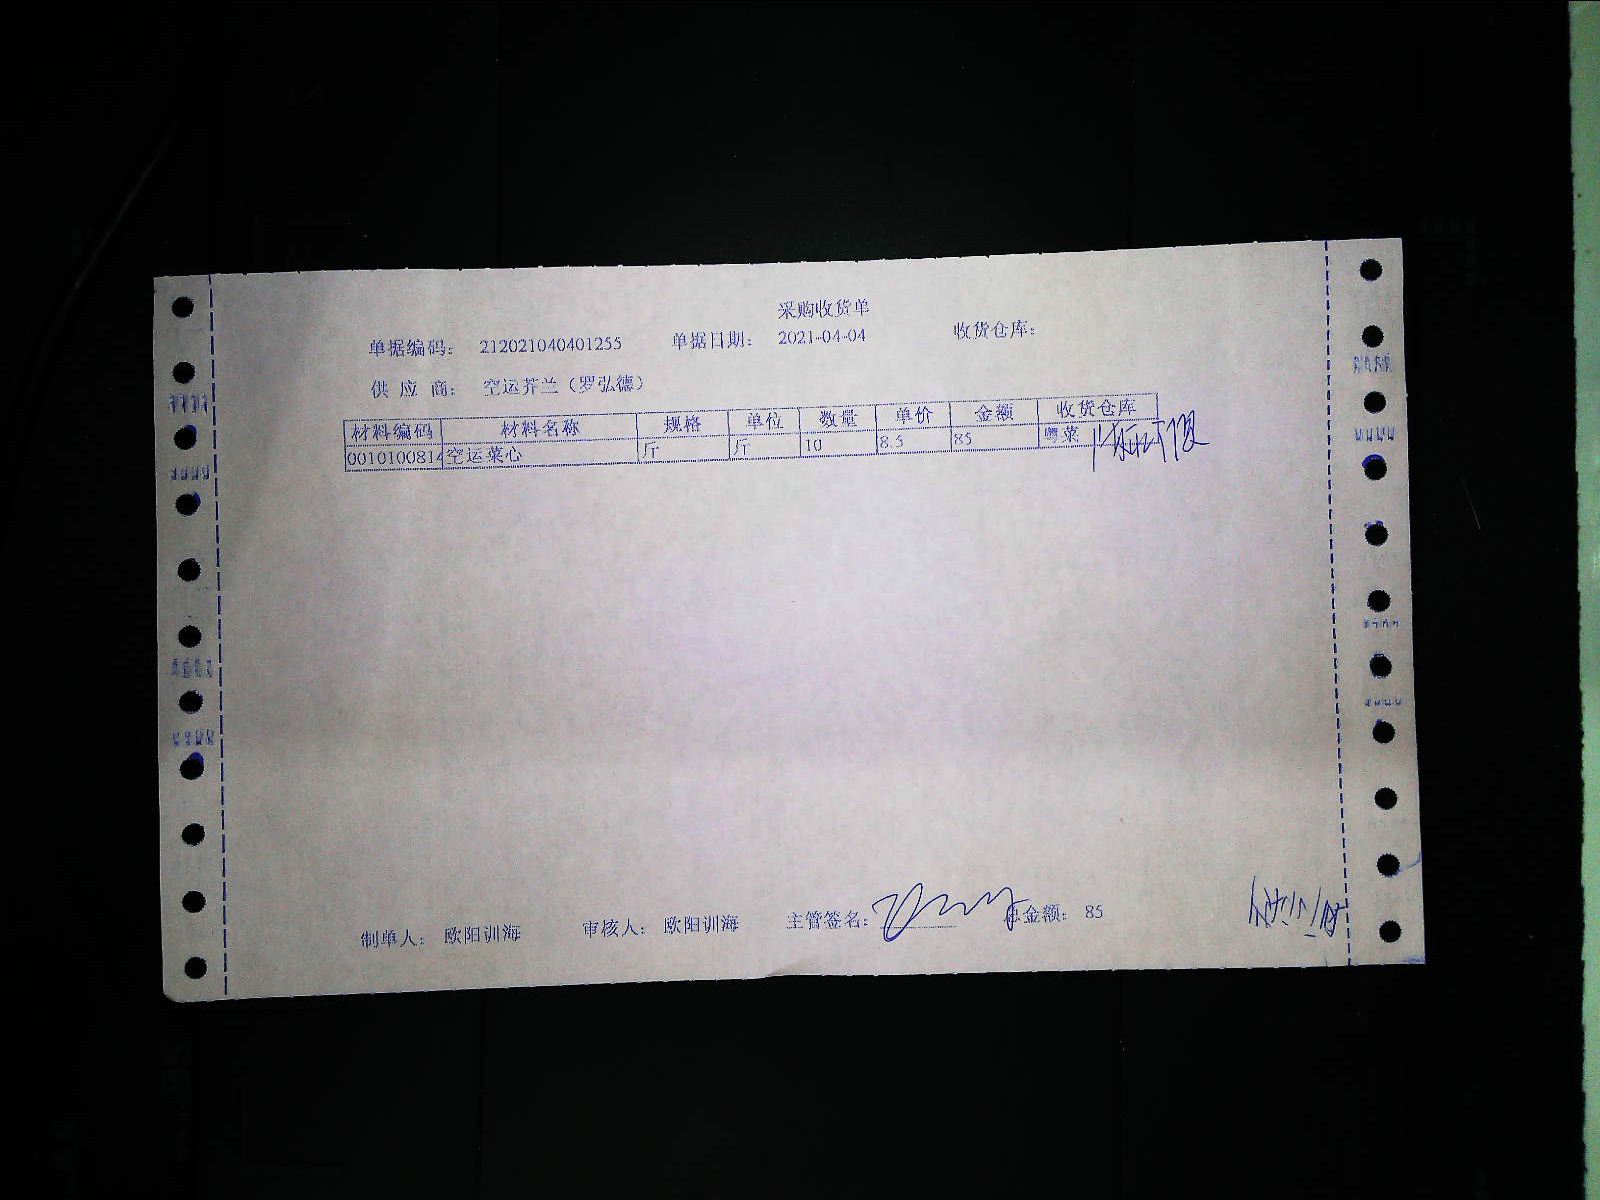 采购收货单
单据编码： 212021040401255 单据日期： 2021-04-04 收货仓库：
供 应 商： 空运芥兰（罗弘德）
材料编码 材料名称 规格 单位 数量 单价 金额 收货仓库
0010100814 空运菜心 斤 斤 10 8.5 85 粤菜
制单人： 欧阳训海 审核人： 欧阳训海 主管签名： 总金额： 85